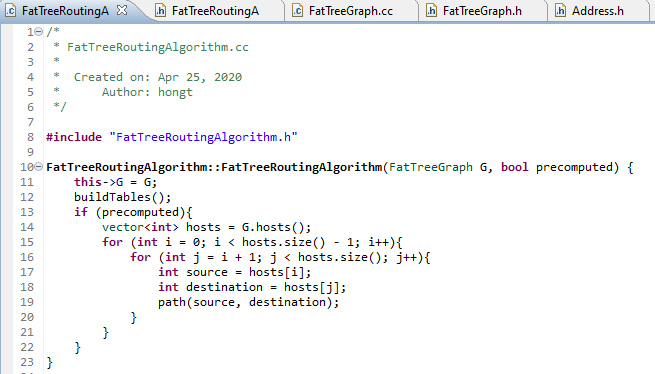 FatTreeRoutingA FatTreeRoutingA FatTreeGraph.cc FatTreeGraph.h Address.h
1 /*
2  * FatTreeRoutingAlgorithm.cc
3  *
4  *  Created on: Apr 25, 2020
5  *      Author: hongt
6  */
7
8 #include "FatTreeRoutingAlgorithm.h"
9
10 FatTreeRoutingAlgorithm::FatTreeRoutingAlgorithm(FatTreeGraph G, bool precomputed) {
11     this->G = G;
12     buildTables();
13     if (precomputed){
14         vector<int> hosts = G.hosts();
15         for (int i = 0; i < hosts.size() - 1; i++){
16             for (int j = i + 1; j < hosts.size(); j++){
17                 int source = hosts[i];
18                 int destination = hosts[j];
19                 path(source, destination);
20             }
21         }
22     }
23 }